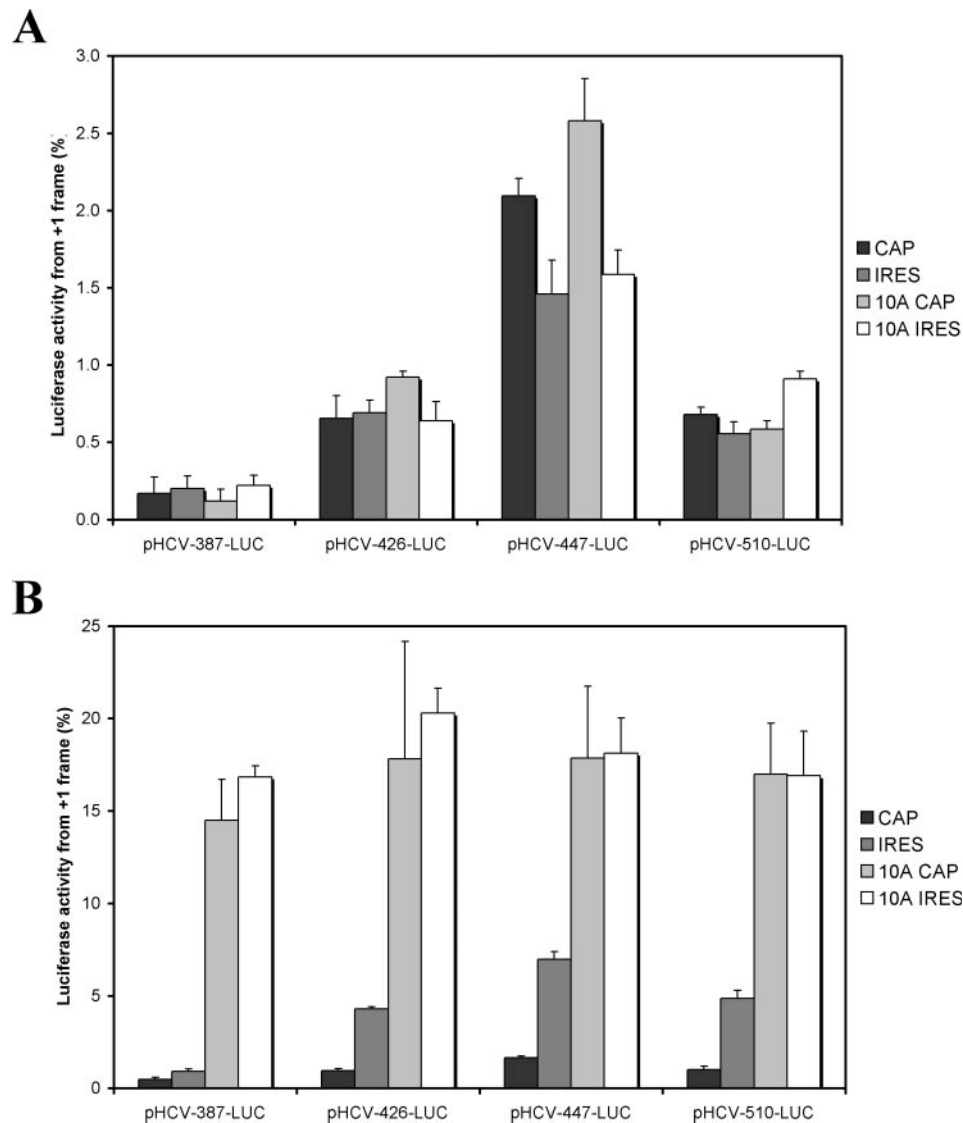 A
Luciferase activity from +1 frame (%)
3.0
2.5
2.0
1.5
1.0
0.5
0.0
pHCV-387-LUC pHCV-426-LUC pHCV-447-LUC pHCV-510-LUC
CAP
IRES
10A CAP
10A IRES
B
Luciferase activity from +1 frame (%)
25
20
15
10
5
0
pHCV-387-LUC pHCV-426-LUC pHCV-447-LUC pHCV-510-LUC
CAP
IRES
10A CAP
10A IRES